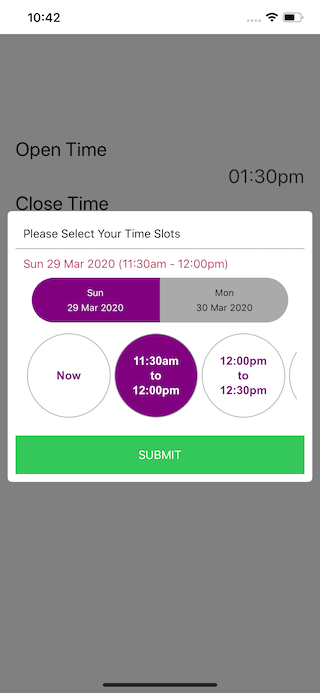 10:42
Open Time
01:30pm
Close Time
Please Select Your Time Slots
Sun 29 Mar 2020 (11:30am - 12:00pm)
Sun
29 Mar 2020
Mon
30 Mar 2020
Now
11:30am
to
12:00pm
12:00pm
to
12:30pm
SUBMIT